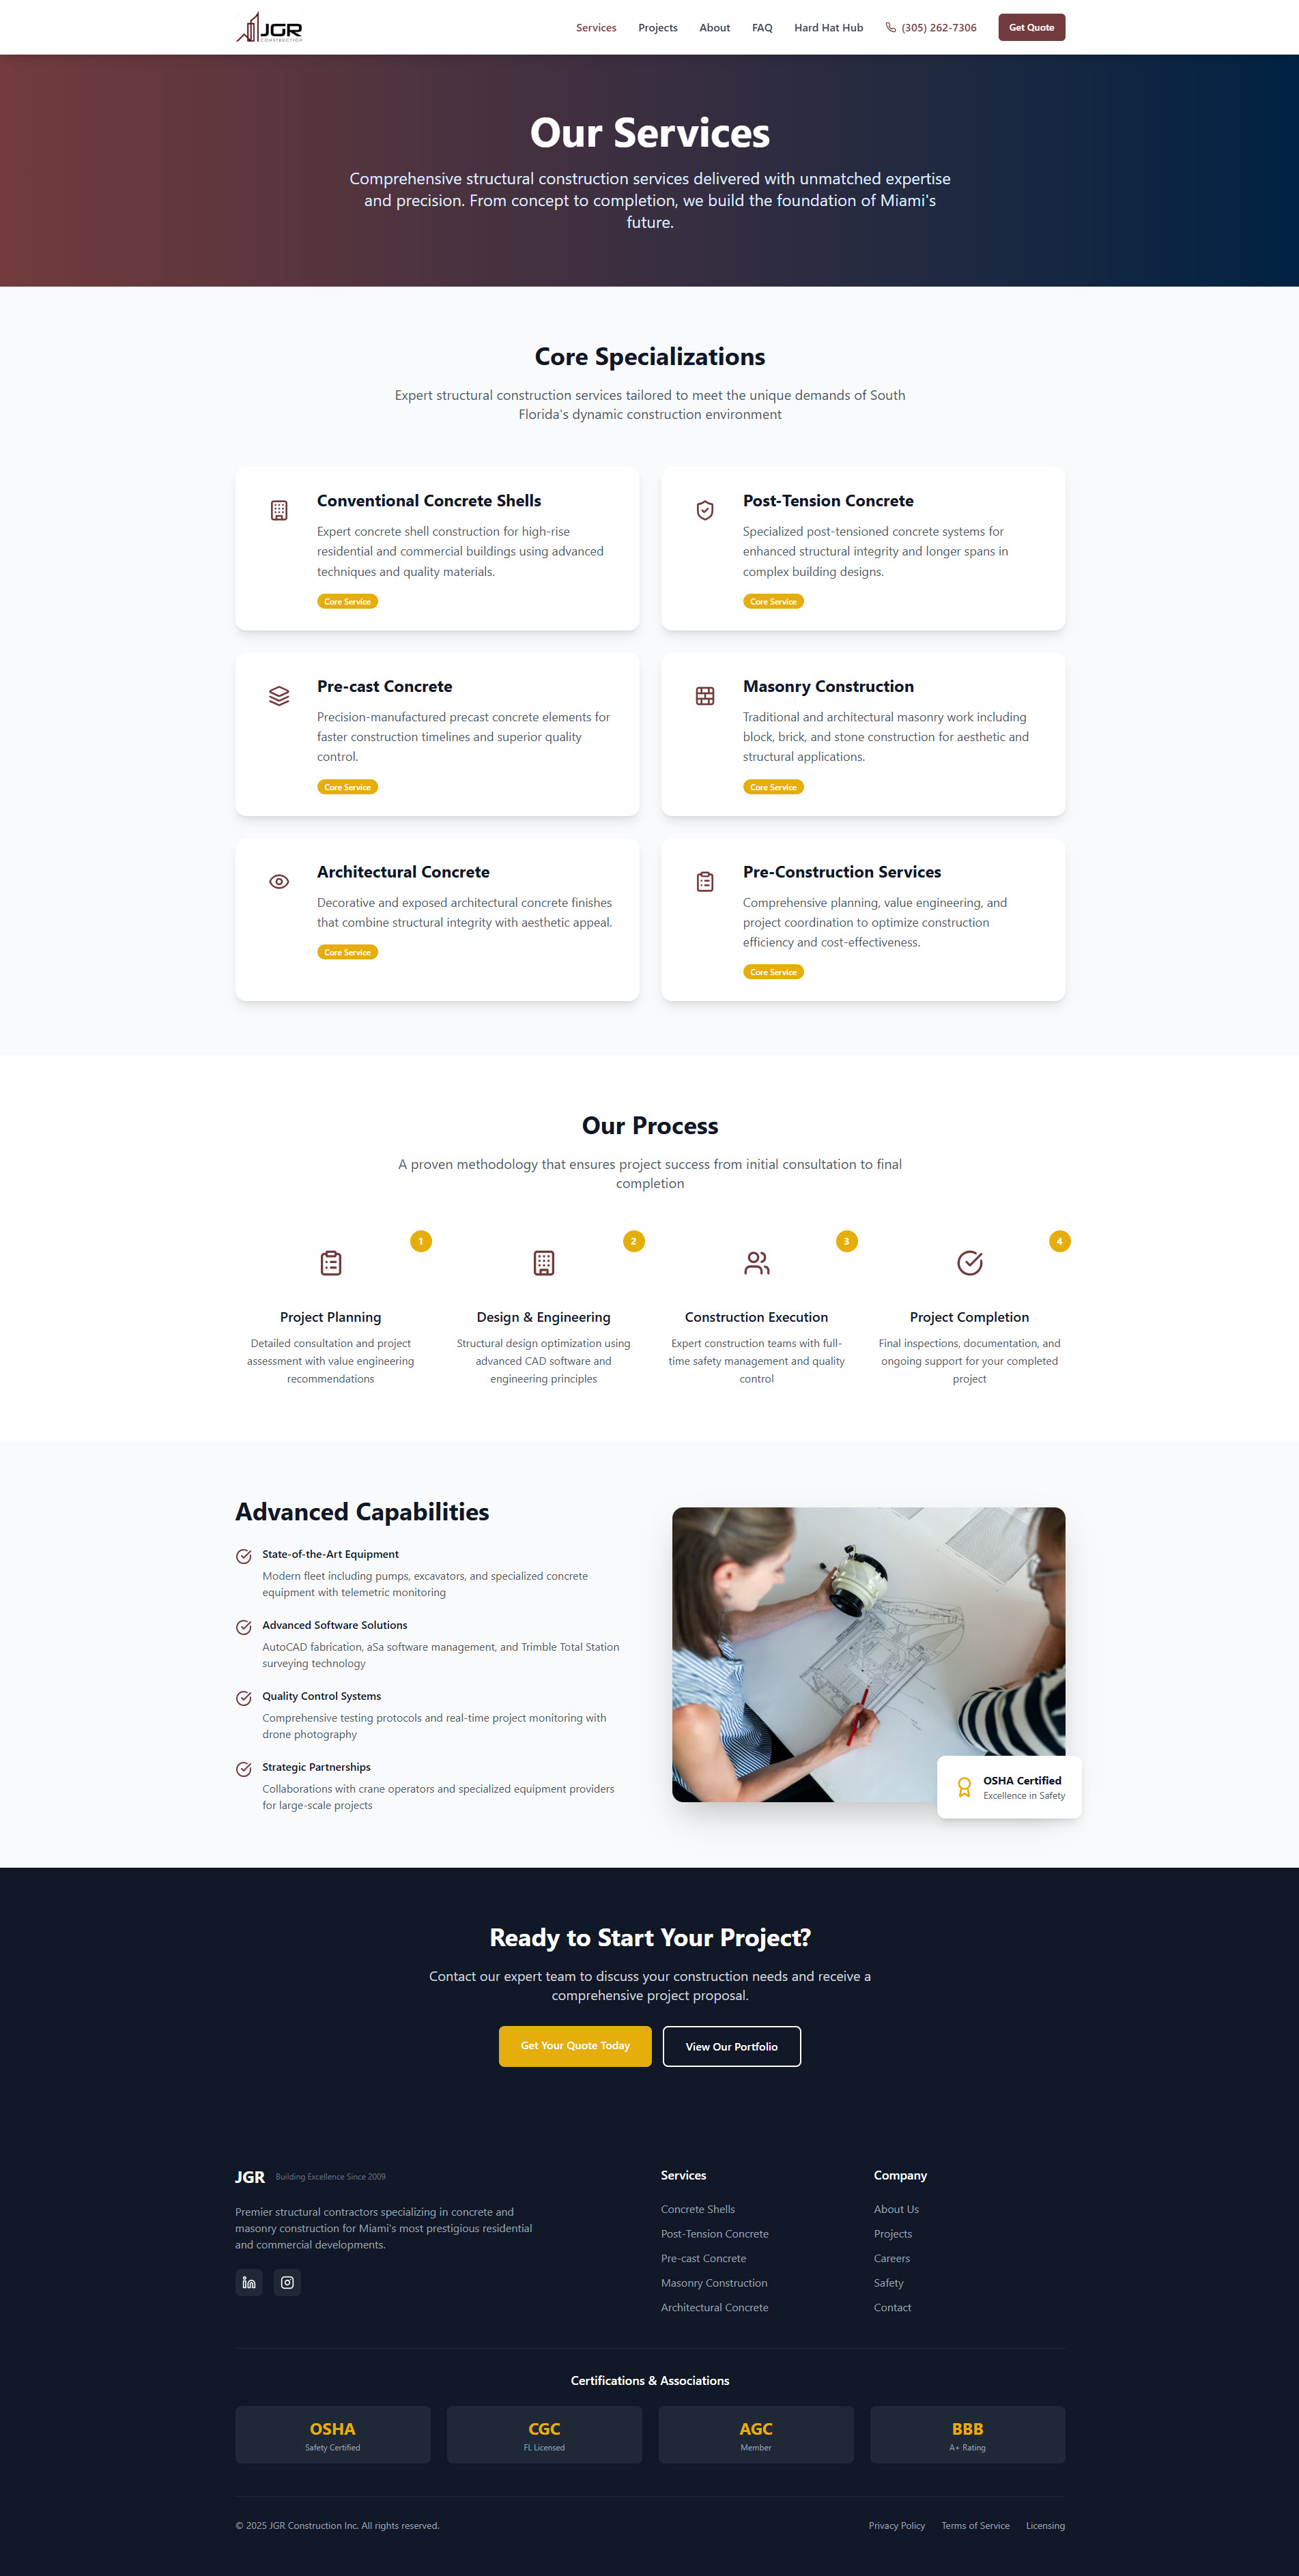 JGR
CONSTRUCTION
Services
Projects
About
FAQ
Hard Hat Hub
(305) 262-7306
Get Quote
Our Services
Comprehensive structural construction services delivered with unmatched expertise
and precision. From concept to completion, we build the foundation of Miami's
future.
Core Specializations
Expert structural construction services tailored to meet the unique demands of South
Florida's dynamic construction environment
Conventional Concrete Shells
Expert concrete shell construction for high-rise
residential and commercial buildings using advanced
techniques and quality materials.
Core Service
Post-Tension Concrete
Specialized post-tensioned concrete systems for
enhanced structural integrity and longer spans in
complex building designs.
Core Service
Pre-cast Concrete
Precision-manufactured precast concrete elements for
faster construction timelines and superior quality
control.
Core Service
Masonry Construction
Traditional and architectural masonry work including
block, brick, and stone construction for aesthetic and
structural applications.
Core Service
Architectural Concrete
Decorative and exposed architectural concrete finishes
that combine structural integrity with aesthetic appeal.
Core Service
Pre-Construction Services
Comprehensive planning, value engineering, and
project coordination to optimize construction
efficiency and cost-effectiveness.
Core Service
Our Process
A proven methodology that ensures project success from initial consultation to final
completion
1
Project Planning
Detailed consultation and project
assessment with value engineering
recommendations
2
Design & Engineering
Structural design optimization using
advanced CAD software and
engineering principles
3
Construction Execution
Expert construction teams with full-
time safety management and quality
control
4
Project Completion
Final inspections, documentation, and
ongoing support for your completed
project
Advanced Capabilities
State-of-the-Art Equipment
Modern fleet including pumps, excavators, and specialized concrete
equipment with telemetric monitoring
Advanced Software Solutions
AutoCAD fabrication, aSa software management, and Trimble Total Station
surveying technology
Quality Control Systems
Comprehensive testing protocols and real-time project monitoring with
drone photography
Strategic Partnerships
Collaborations with crane operators and specialized equipment providers
for large-scale projects
OSHA Certified
Excellence in Safety
Ready to Start Your Project?
Contact our expert team to discuss your construction needs and receive a
comprehensive project proposal.
Get Your Quote Today
View Our Portfolio
JGR
Building Excellence Since 2009
Premier structural contractors specializing in concrete and
masonry construction for Miami's most prestigious residential
and commercial developments.
Services
Concrete Shells
Post-Tension Concrete
Pre-cast Concrete
Masonry Construction
Architectural Concrete
Company
About Us
Projects
Careers
Safety
Contact
Certifications & Associations
OSHA
Safety Certified
CGC
FL Licensed
AGC
Member
BBB
A+ Rating
© 2025 JGR Construction Inc. All rights reserved.
Privacy Policy
Terms of Service
Licensing